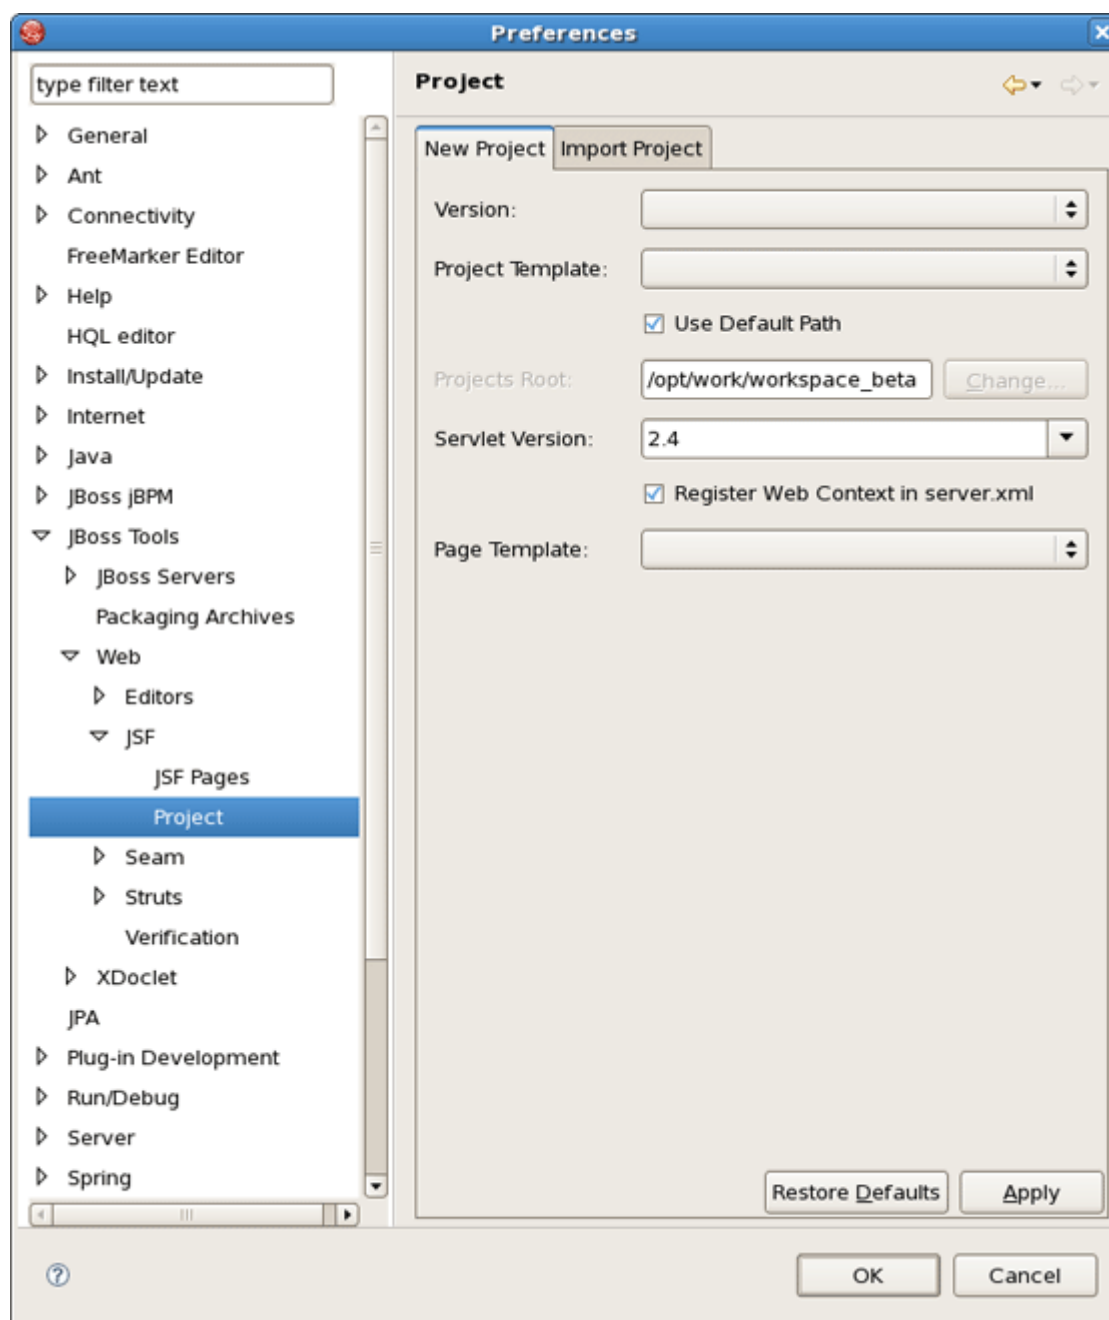 Preferences
type filter text
General
Ant
Connectivity
FreeMarker Editor
Help
HQL editor
Install/Update
Internet
Java
JBoss jBPM
JBoss Tools
JBoss Servers
Packaging Archives
Web
Editors
JSF
JSF Pages
Project
Seam
Struts
Verification
XDoclet
JPA
Plug-in Development
Run/Debug
Server
Spring
Project
New Project Import Project
Version:
Project Template:
Use Default Path
Projects Root: /opt/work/workspace_beta Change...
Servlet Version: 2.4
Register Web Context in server.xml
Page Template:
Restore Defaults Apply
OK Cancel